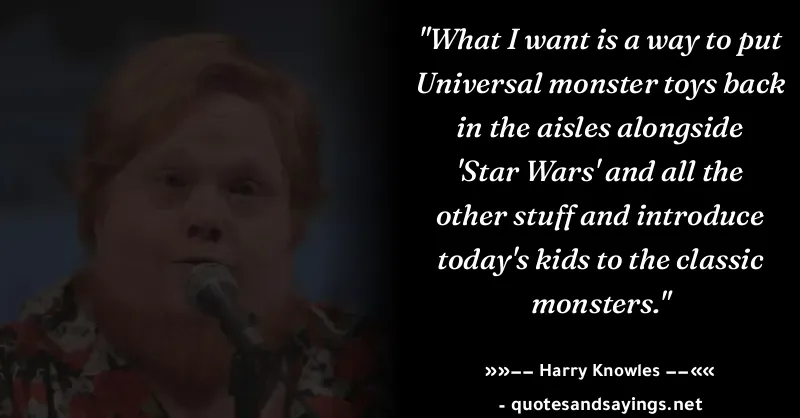 "What I want is a way to put
Universal monster toys back
in the aisles alongside
'Star Wars' and all the
other stuff and introduce
today's kids to the classic
monsters."
»»–– Harry Knowles ––««
- quotesandsayings.net